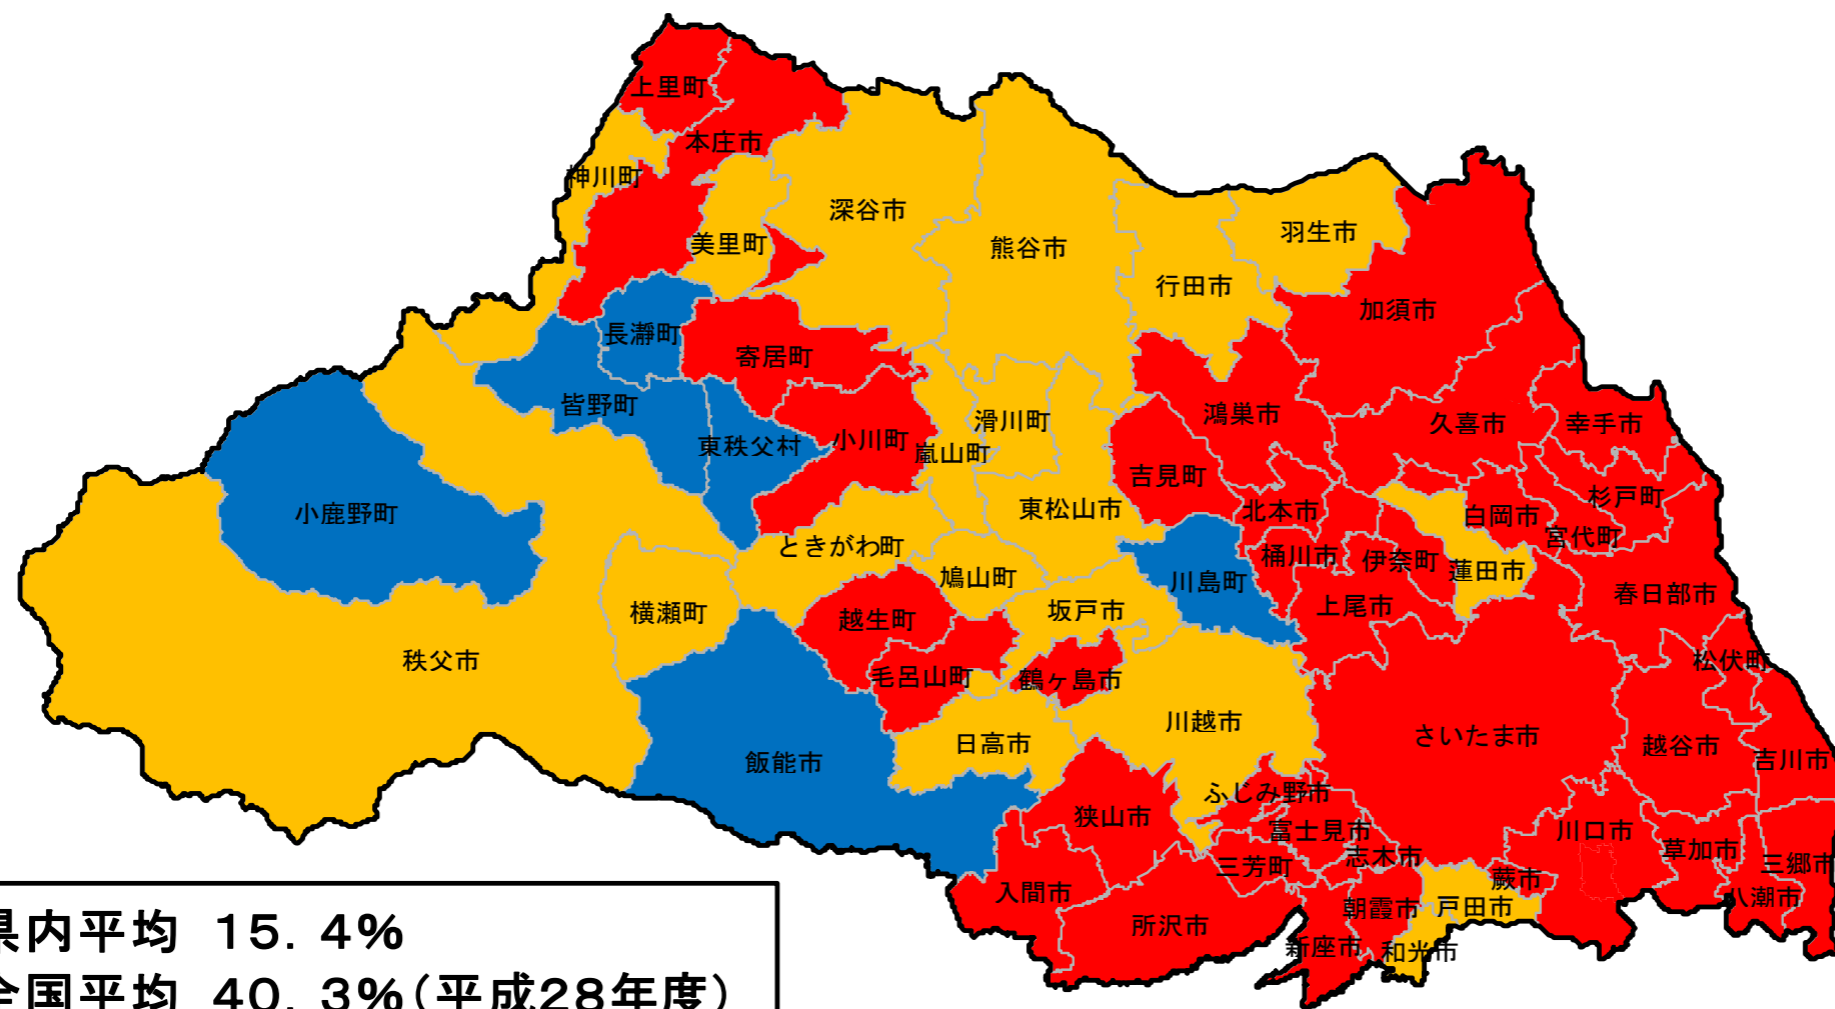 上里町
本庄市
神川町
深谷市
美里町
熊谷市
羽生市
行田市
加須市
長瀞町
寄居町
皆野町
滑川町
鴻巣市
久喜市
幸手市
東秩父村
小川町
嵐山町
吉見町
小鹿野町
東松山市
北本市
白岡市
杉戸町
宮代町
ときがわ町
桶川市
伊奈町
蓮田市
鳩山町
川島町
横瀬町
越生町
坂戸市
上尾市
春日部市
秩父市
毛呂山町
鶴ヶ島市
松伏町
川越市
さいたま市
日高市
越谷市
吉川市
飯能市
ふじみ野市
狭山市
富士見市
川口市
志木市
草加市
三芳町
三郷市
入間市
蕨市
八潮市
朝霞市
戸田市
所沢市
新座市
和光市
県内平均 15.4%
全国平均 40.3%(平成28年度)